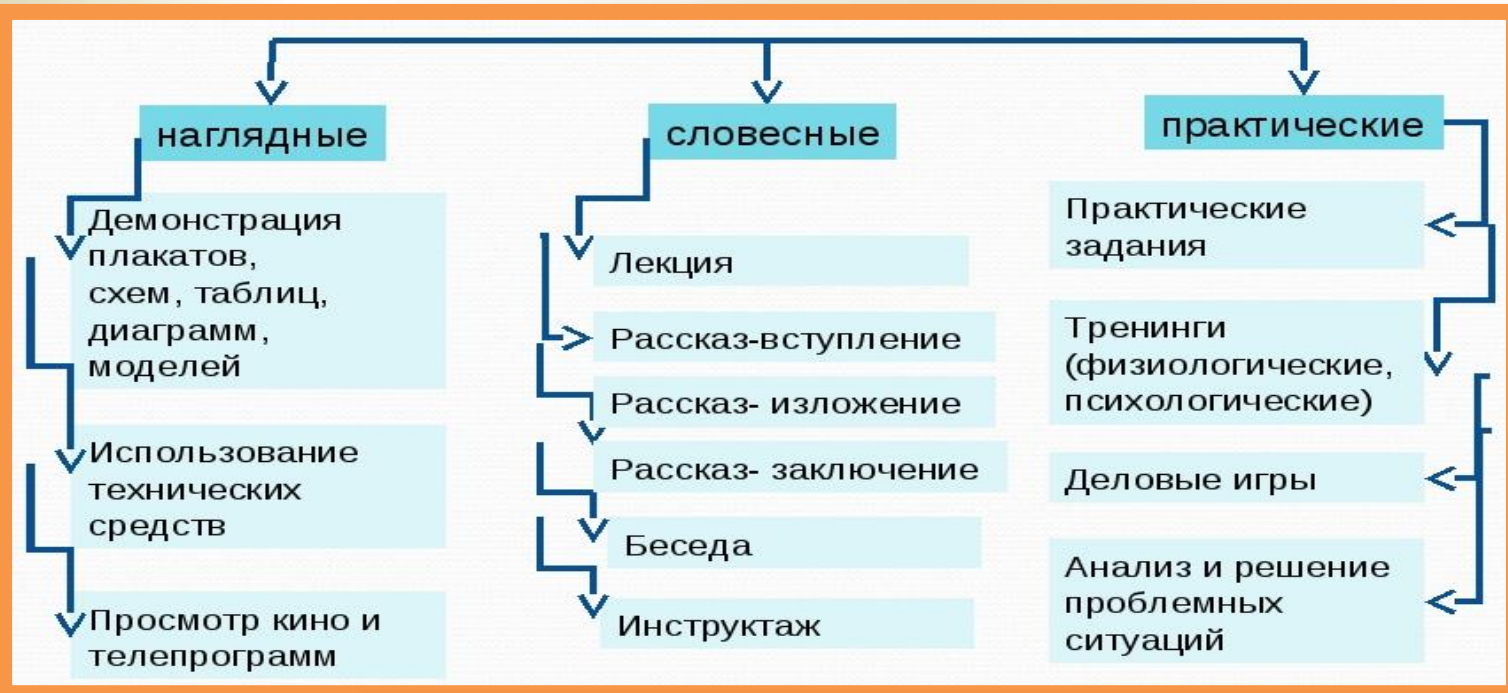 наглядные
Демонстрация
плакатов,
схем, таблиц,
диаграмм,
моделей
Использование
технических
средств
Просмотр кино и
телепрограмм
словесные
Лекция
Рассказ-вступление
Рассказ- изложение
Рассказ- заключение
Беседа
Инструктаж
практические
Практические
задания
Тренинги
(физиологические,
психологические)
Деловые игры
Анализ и решение
проблемных
ситуаций